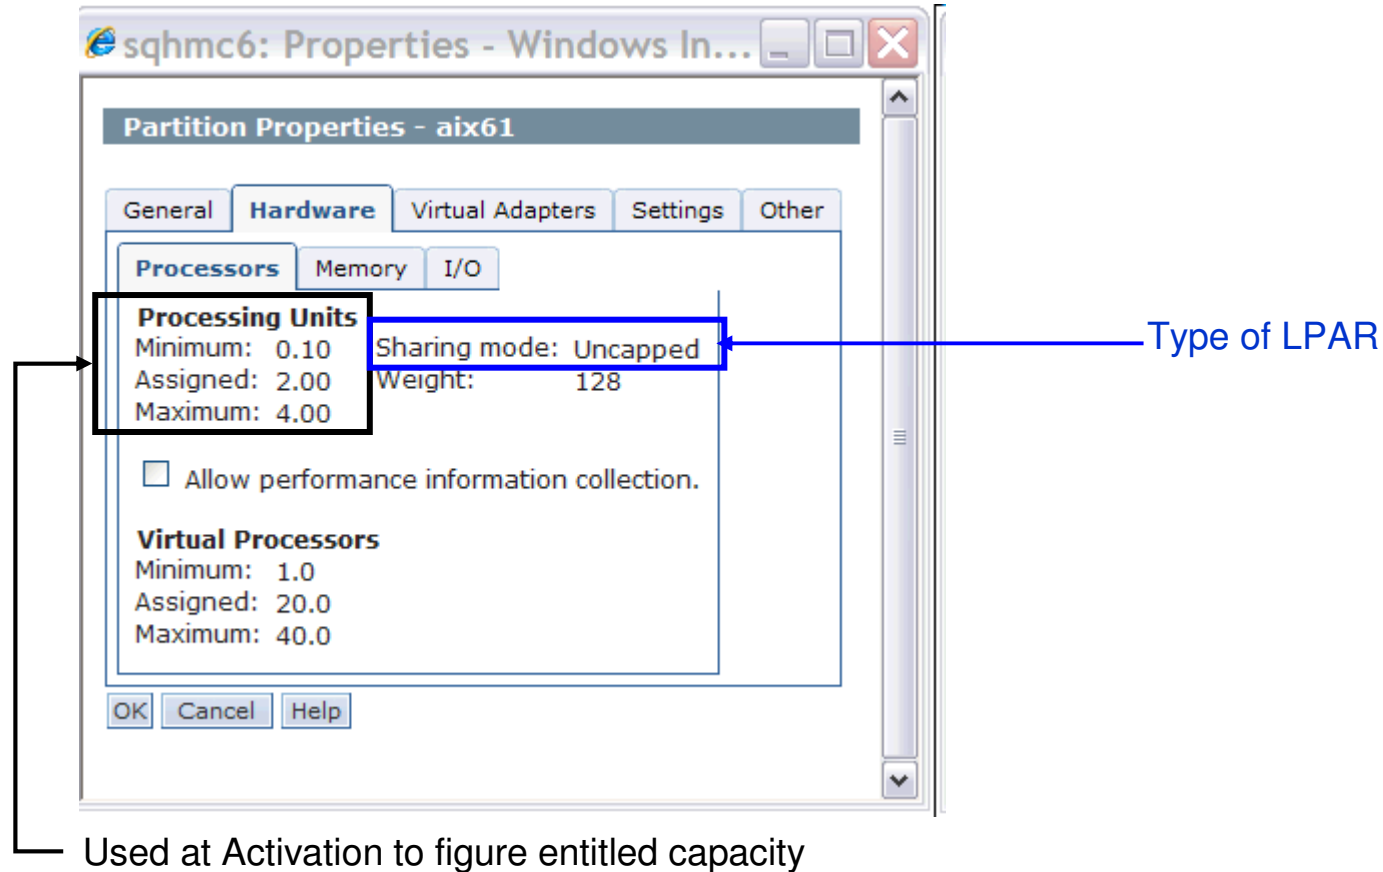 sqhmc6: Properties - Windows In...
Partition Properties - aix61
General Hardware Virtual Adapters Settings Other
Processors Memory I/O
Processing Units
Minimum: 0.10 Sharing mode: Uncapped
Type of LPAR
Assigned: 2.00 Weight: 128
Maximum: 4.00
Allow performance information collection.
Virtual Processors
Minimum: 1.0
Assigned: 20.0
Maximum: 40.0
OK Cancel Help
Used at Activation to figure entitled capacity